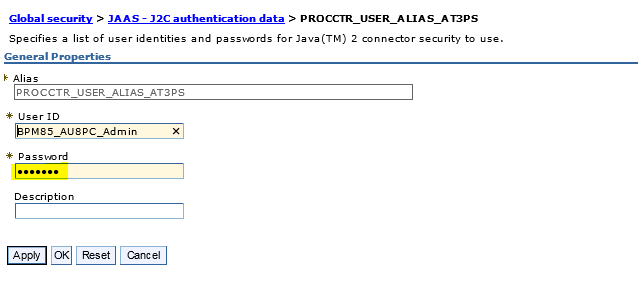 Global security > JAAS - J2C authentication data > PROCCTR_USER_ALIAS_AT3PS
Specifies a list of user identities and passwords for Java(TM) 2 connector security to use.
General Properties
Alias
PROCCTR_USER_ALIAS_AT3PS
* User ID
BPM85_AU8PC_Admin ×
* Password
•••••••
Description
Apply OK Reset Cancel